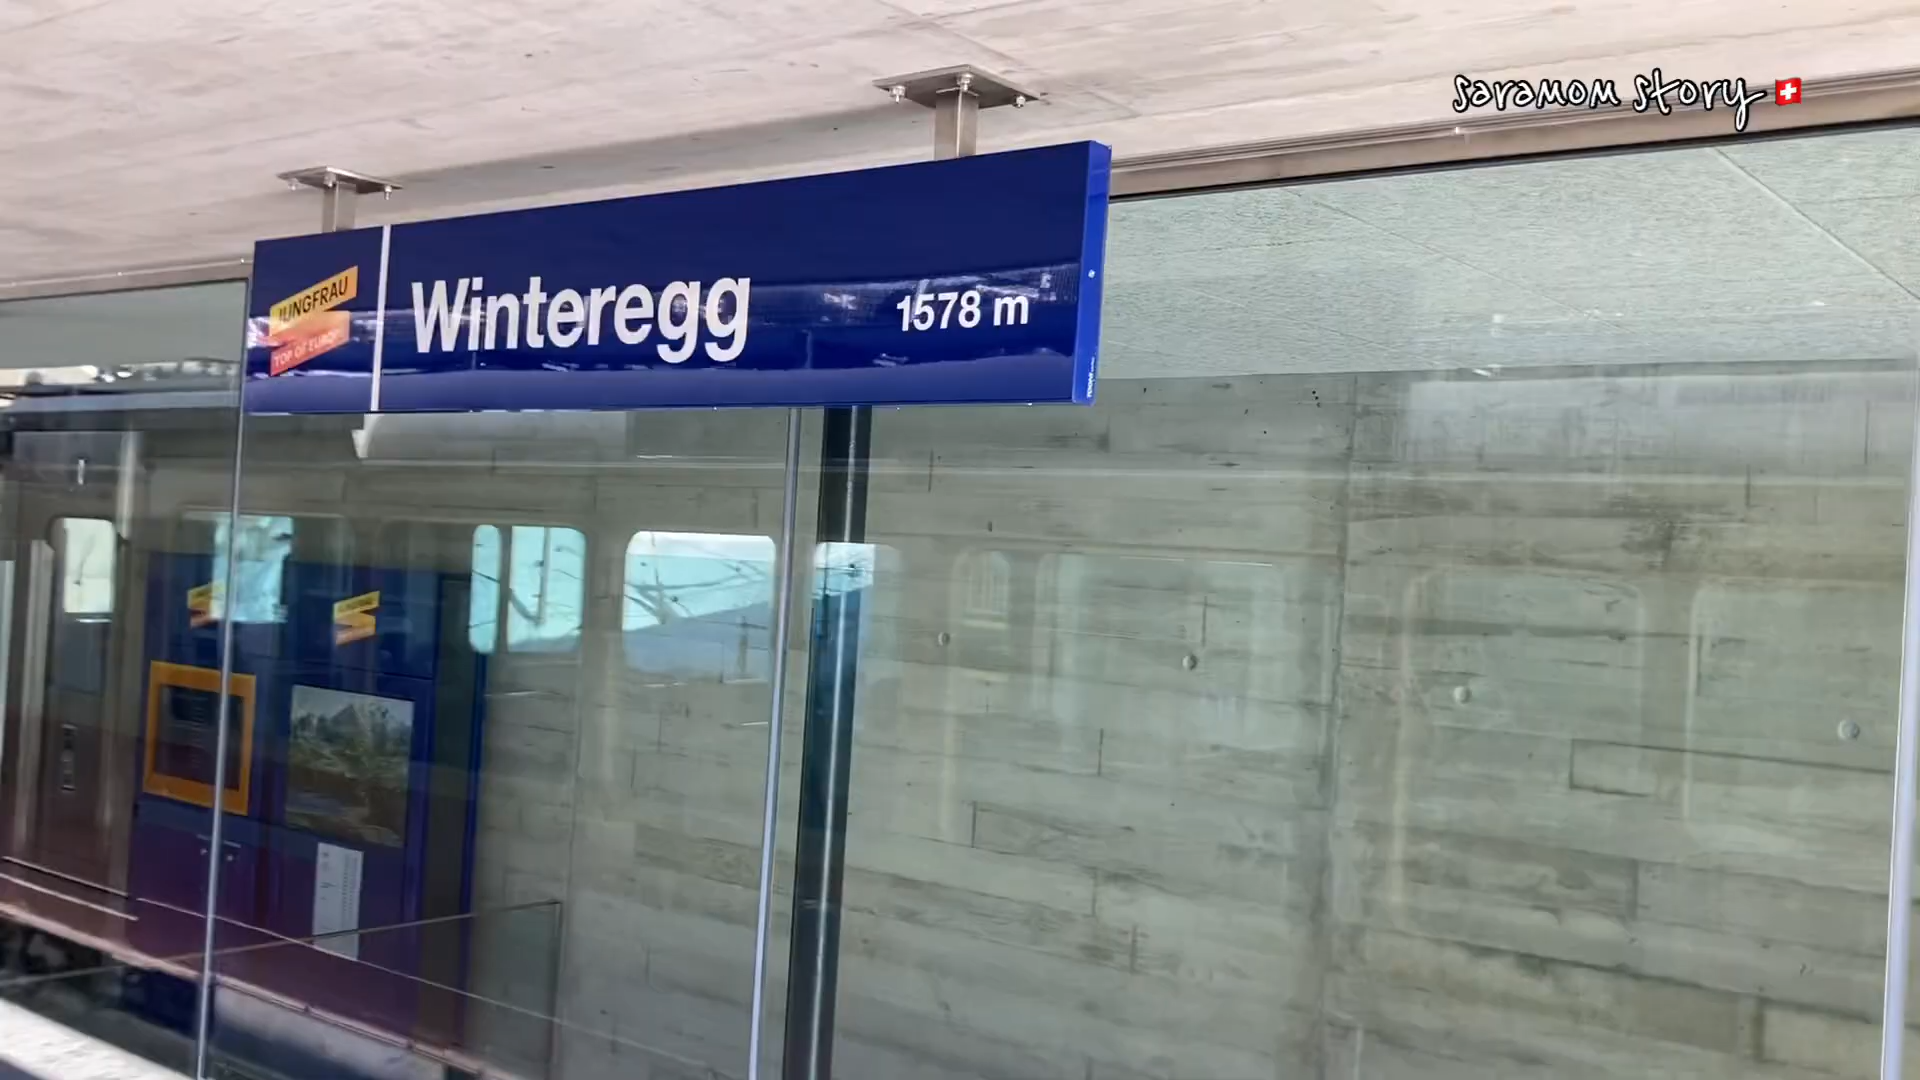 saramom story
JUNGFRAU
TOP OF EUROPE
Winteregg
1578 m